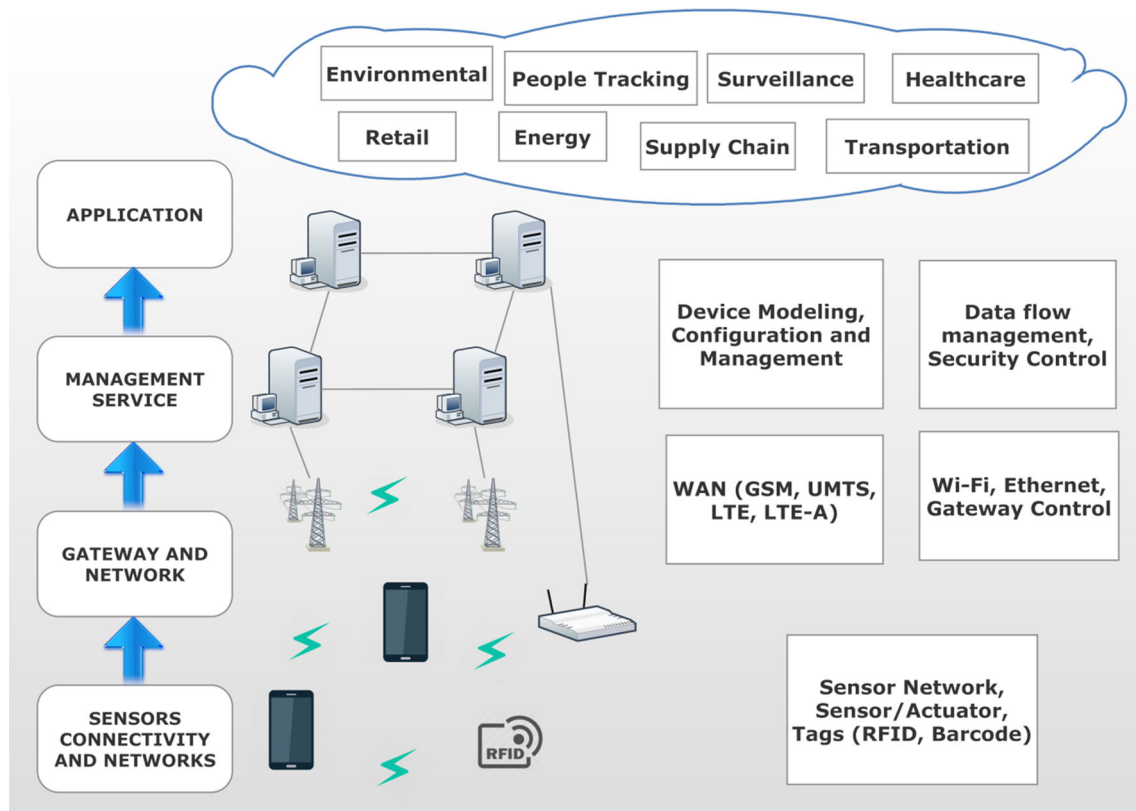 Environmental
People Tracking
Surveillance
Healthcare
Retail
Energy
Supply Chain
Transportation
APPLICATION
Device Modeling,
Configuration and
Management
Data flow
management,
Security Control
MANAGEMENT
SERVICE
WAN (GSM, UMTS,
LTE, LTE-A)
Wi-Fi, Ethernet,
Gateway Control
GATEWAY AND
NETWORK
SENSORS
CONNECTIVITY
AND NETWORKS
RFID
Sensor Network,
Sensor/Actuator,
Tags (RFID, Barcode)